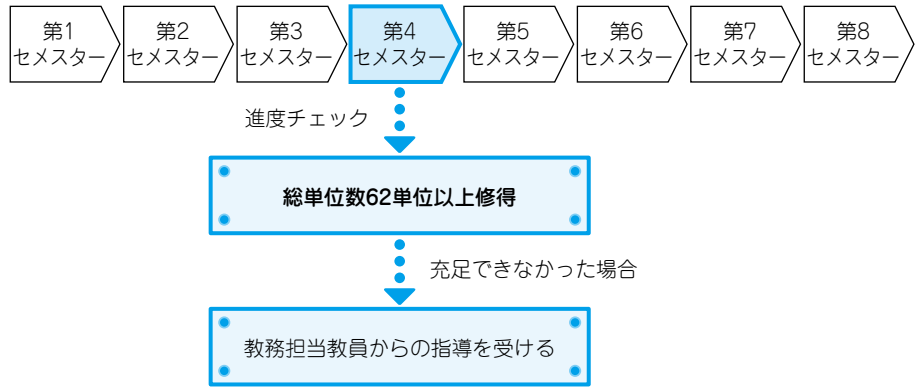 第1
セメスター
第2
セメスター
第3
セメスター
第4
セメスター
第5
セメスター
第6
セメスター
第7
セメスター
第8
セメスター
進度チェック
総単位数62単位以上修得
充足できなかった場合
教務担当教員からの指導を受ける